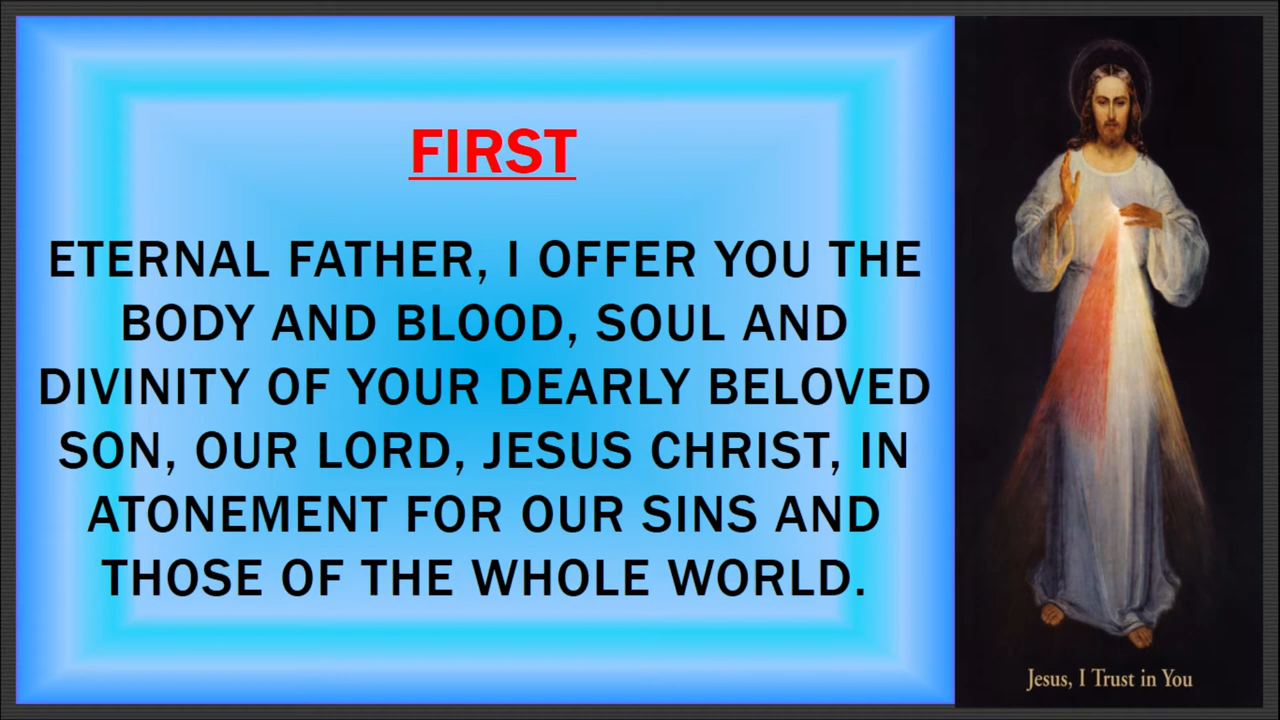 FIRST
ETERNAL FATHER, I OFFER YOU THE
BODY AND BLOOD, SOUL AND
DIVINITY OF YOUR DEARLY BELOVED
SON, OUR LORD, JESUS CHRIST, IN
ATONEMENT FOR OUR SINS AND
THOSE OF THE WHOLE WORLD.
Jesus, I Trust in You